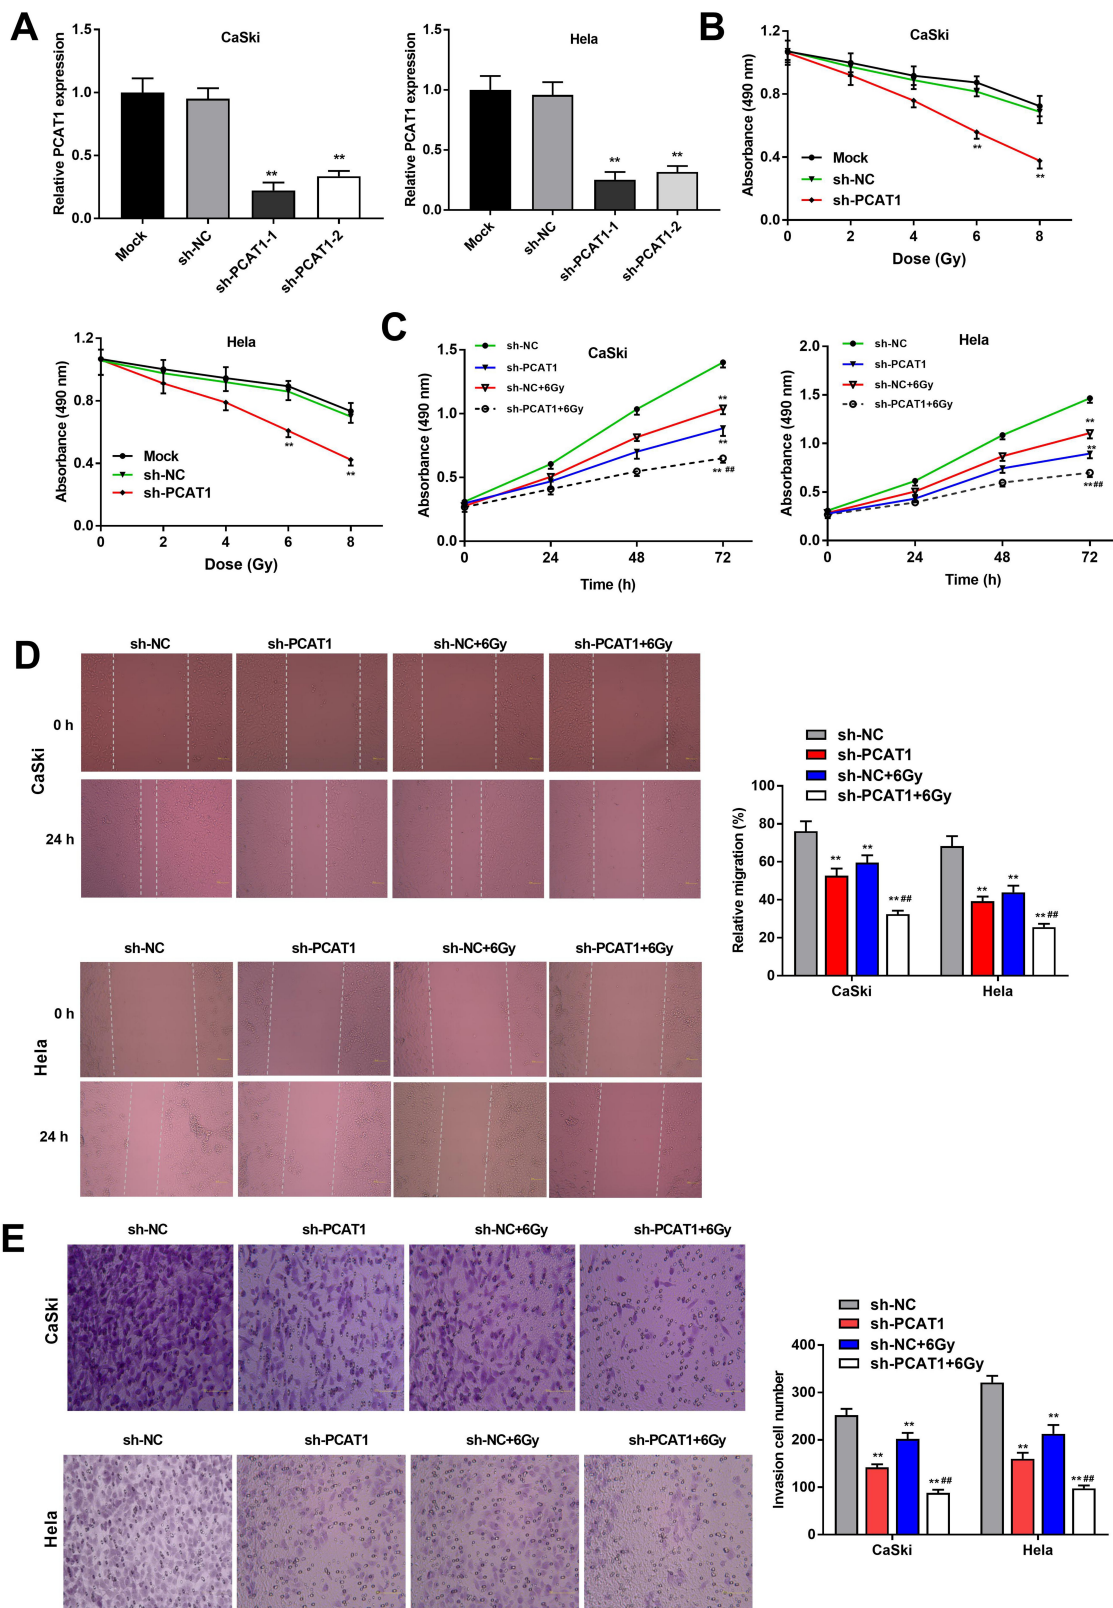 A
CaSki
Relative PCAT1 expression
1.5
1.0
0.5
0.0
**
**
Mock
sh-NC
sh-PCAT1-1
sh-PCAT1-2
Hela
Relative PCAT1 expression
1.5
1.0
0.5
0.0
**
**
Mock
sh-NC
sh-PCAT1-1
sh-PCAT1-2
B
CaSki
Absorbance (490 nm)
1.2
0.8
0.4
0.0
Mock
sh-NC
sh-PCAT1
**
**
0 2 4 6 8
Dose (Gy)
Hela
Absorbance (490 nm)
1.2
0.8
0.4
0.0
Mock
sh-NC
sh-PCAT1
**
**
0 2 4 6 8
Dose (Gy)
C
CaSki
Absorbance (490 nm)
1.5
1.0
0.5
0.0
sh-NC
sh-PCAT1
sh-NC+6Gy
sh-PCAT1+6Gy
**
**
** ##
0 24 48 72
Time (h)
Hela
Absorbance (490 nm)
2.0
1.5
1.0
0.5
0.0
sh-NC
sh-PCAT1
sh-NC+6Gy
sh-PCAT1+6Gy
**
**
**##
0 24 48 72
Time (h)
D
sh-NC sh-PCAT1 sh-NC+6Gy sh-PCAT1+6Gy
CaSki
0 h
24 h
sh-NC sh-PCAT1 sh-NC+6Gy sh-PCAT1+6Gy
Hela
0 h
24 h
sh-NC
sh-PCAT1
sh-NC+6Gy
sh-PCAT1+6Gy
Relative migration (%)
100
80
60
40
20
0
** ** ** ##
** ** ** ##
CaSki Hela
E
sh-NC sh-PCAT1 sh-NC+6Gy sh-PCAT1+6Gy
CaSki
sh-NC sh-PCAT1 sh-NC+6Gy sh-PCAT1+6Gy
Hela
sh-NC
sh-PCAT1
sh-NC+6Gy
sh-PCAT1+6Gy
Invasion cell number
400
300
200
100
0
** ** ** ##
** ** ** ##
CaSki Hela